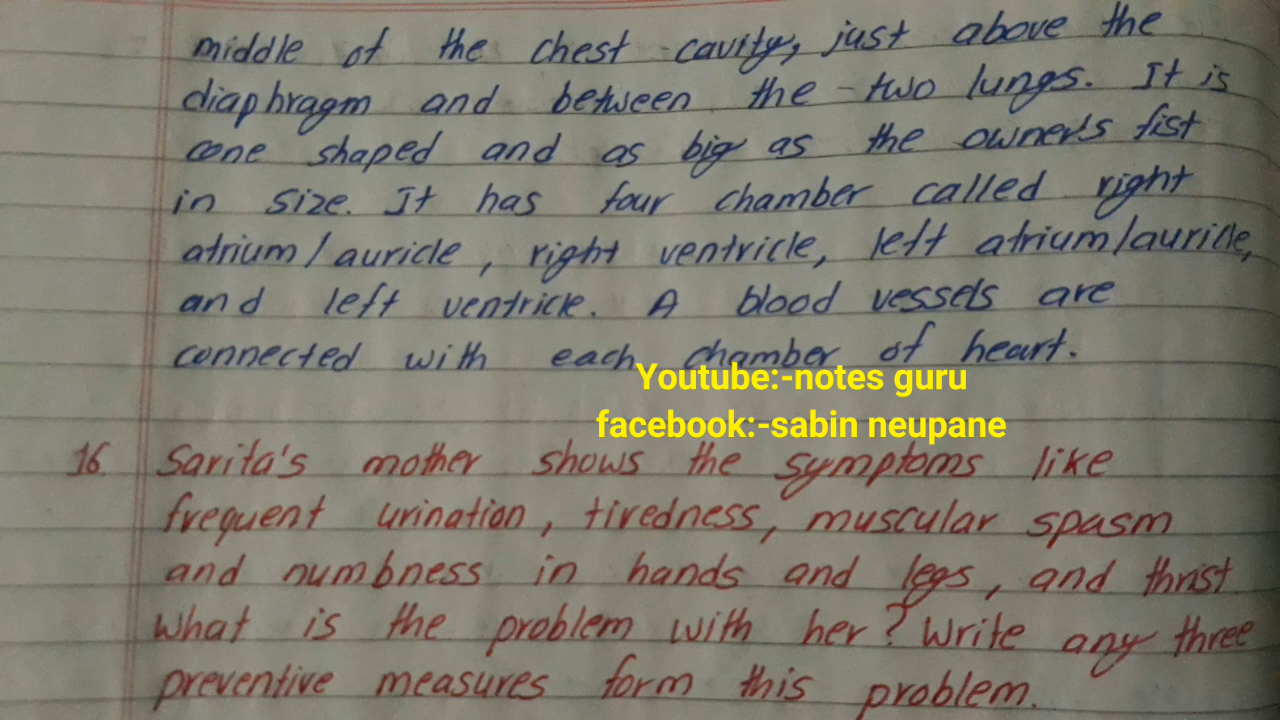 middle of the chest cavity, just above the
diaphragm and between the two lungs. It is
cone shaped and as big as the owner's fist
in size. It has four chamber called right
atrium/auricle, right ventricle, left atrium/auricle,
and left ventricle. A blood vessels are
connected with each chamber of heart.
Youtube:-notes guru
facebook:-sabin neupane
16. Sarita's mother shows the symptoms like
frequent urination, tiredness, muscular spasm
and numbness in hands and legs, and thrist
what is the problem with her? Write any three
preventive measures form this problem.